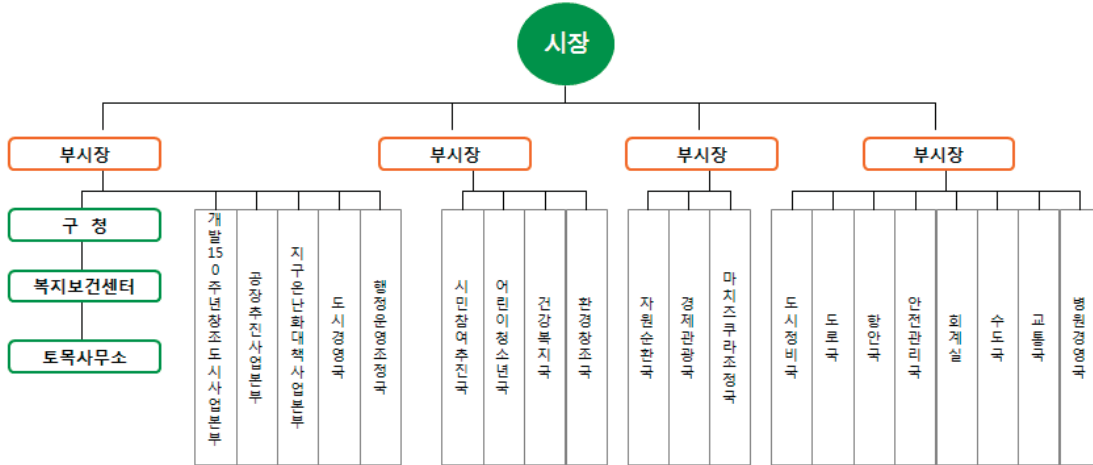 시장
부시장
부시장
부시장
부시장
구 청
복지보건센터
토목사무소
개발150주년창조도시사업본부
공장추진사업본부
지구온난화대책사업본부
도시경영국
행정운영조정국
시민참여추진국
어린이청소년국
건강복지국
환경창조국
자원순환국
경제관광국
마치즈쿠라조정국
도시정비국
도로국
항안국
안전관리국
회계실
수도국
교통국
병원경영국